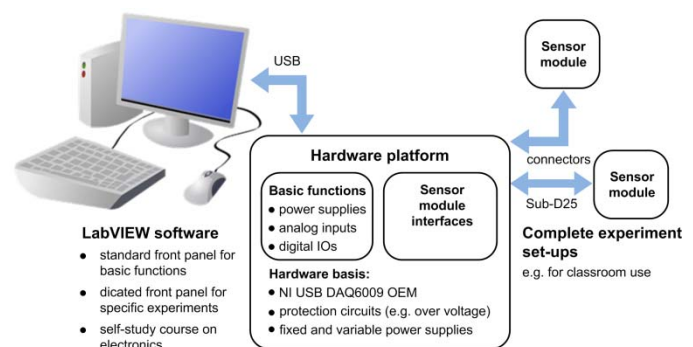 USB
Sensor
module
Hardware platform
connectors
Basic functions
● power supplies
● analog inputs
● digital IOs
Sensor
module
interfaces
Sub-D25
Sensor
module
LabVIEW software
● standard front panel for
basic functions
● dicated front panel for
specific experiments
● self-study course on
electronics
Hardware basis:
● NI USB DAQ6009 OEM
● protection circuits (e.g. over voltage)
● fixed and variable power supplies
Complete experiment
set-ups
e.g. for classroom use